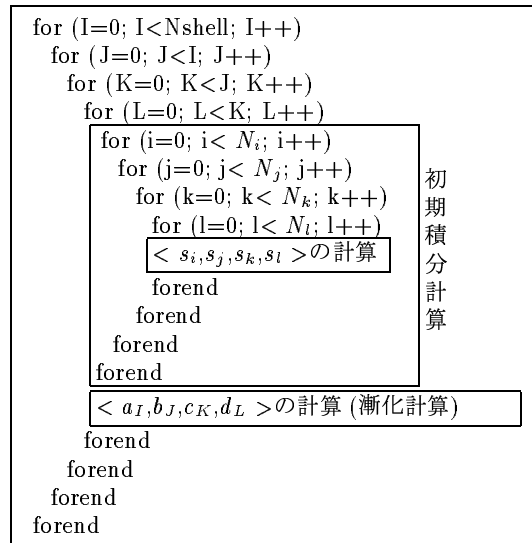 for (I=0; I<Nshell; I++)
for (J=0; J<I; J++)
for (K=0; K<J; K++)
for (L=0; L<K; L++)
for (i=0; i< N_i; i++)
for (j=0; j< N_j; j++)
for (k=0; k< N_k; k++)
for (l=0; l< N_l; l++)
< s_i,s_j,s_k,s_l >の計算
forend
forend
forend
forend
初期積分計算
< a_I,b_J,c_K,d_L >の計算 (漸化計算)
forend
forend
forend
forend